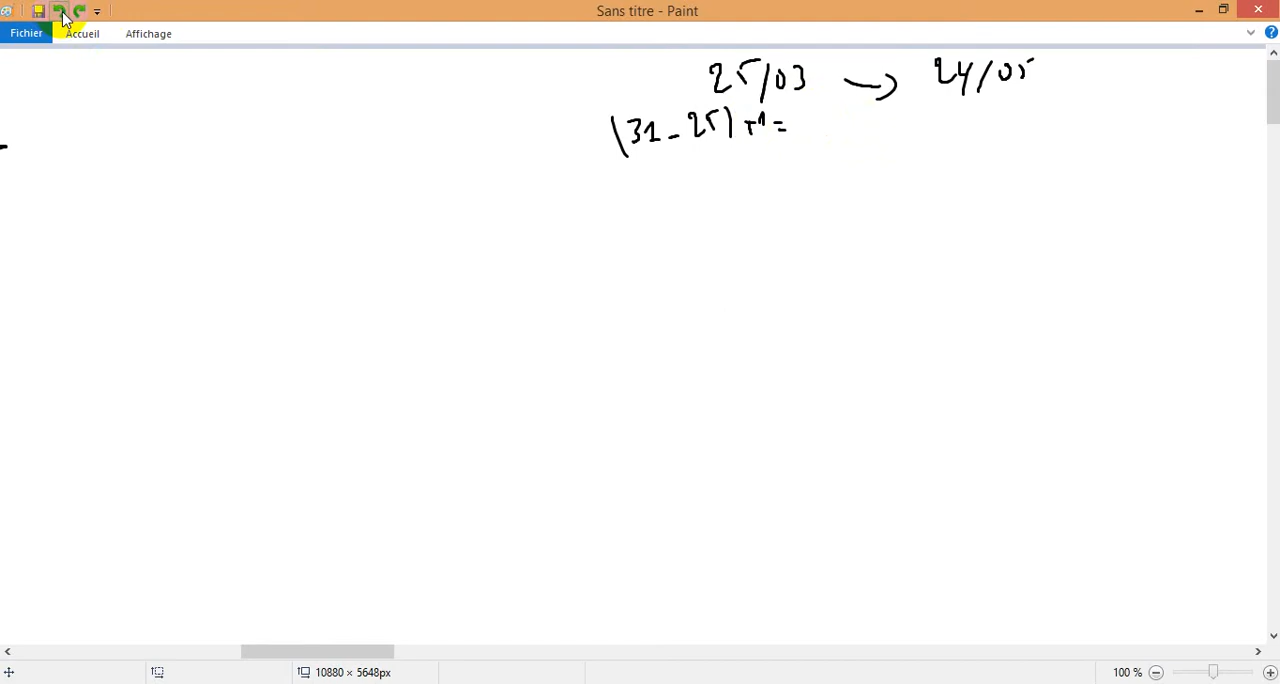 Sans titre - Paint
Fichier Accueil Affichage
25/03 → 24/05
(31 - 25) + 1 =
10880 × 5648px 100 %